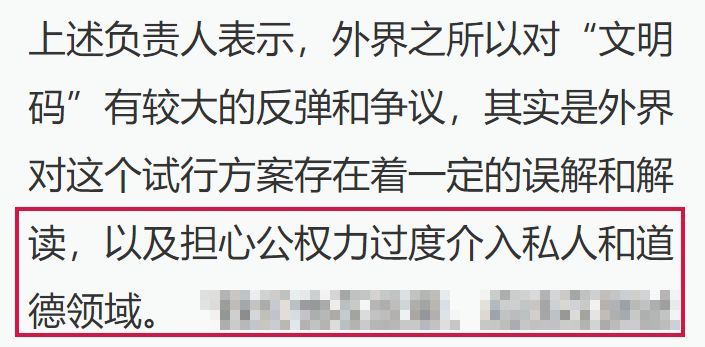 上述负责人表示，外界之所以对“文明
码”有较大的反弹和争议，其实是外界
对这个试行方案存在着一定的误解和解
读，以及担心公权力过度介入私人和道
德领域。